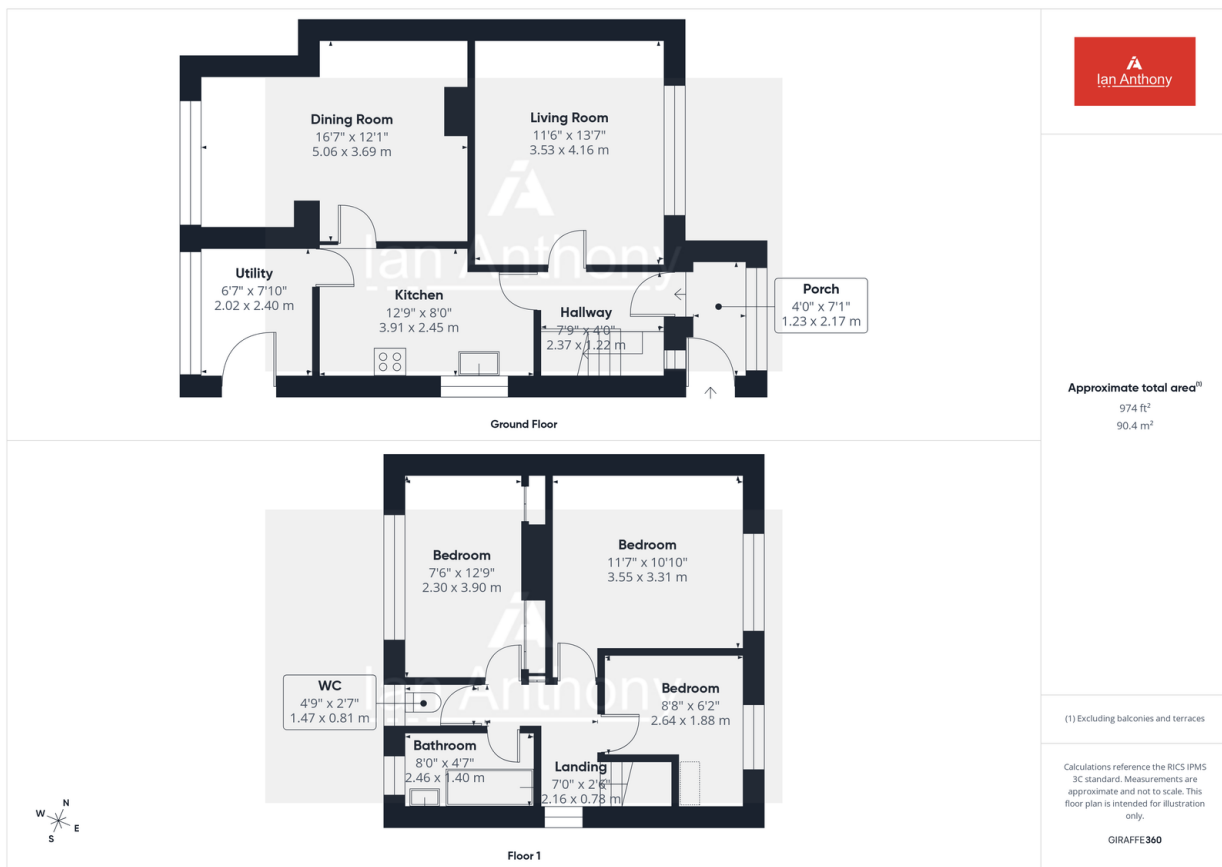 Dining Room
16'7" x 12'1"
5.06 x 3.69 m
Living Room
11'6" x 13'7"
3.53 x 4.16 m
Utility
6'7" x 7'10"
2.02 x 2.40 m
Kitchen
12'9" x 8'0"
3.91 x 2.45 m
Hallway
7'9" x 4'0"
2.37 x 1.22 m
Porch
4'0" x 7'1"
1.23 x 2.17 m
Ian Anthony
Ground Floor
Bedroom
7'6" x 12'9"
2.30 x 3.90 m
Bedroom
11'7" x 10'10"
3.55 x 3.31 m
WC
4'9" x 2'7"
1.47 x 0.81 m
Bedroom
8'8" x 6'2"
2.64 x 1.88 m
Bathroom
8'0" x 4'7"
2.46 x 1.40 m
Landing
7'0" x 2'6"
2.16 x 0.78 m
Ian Anthony
Floor 1
N
W
E
S
Ian Anthony
Approximate total area(1)
974 ft²
90.4 m²
(1) Excluding balconies and terraces
Calculations reference the RICS IPMS
3C standard. Measurements are
approximate and not to scale. This
floor plan is intended for illustration
only.
GIRAFFE360